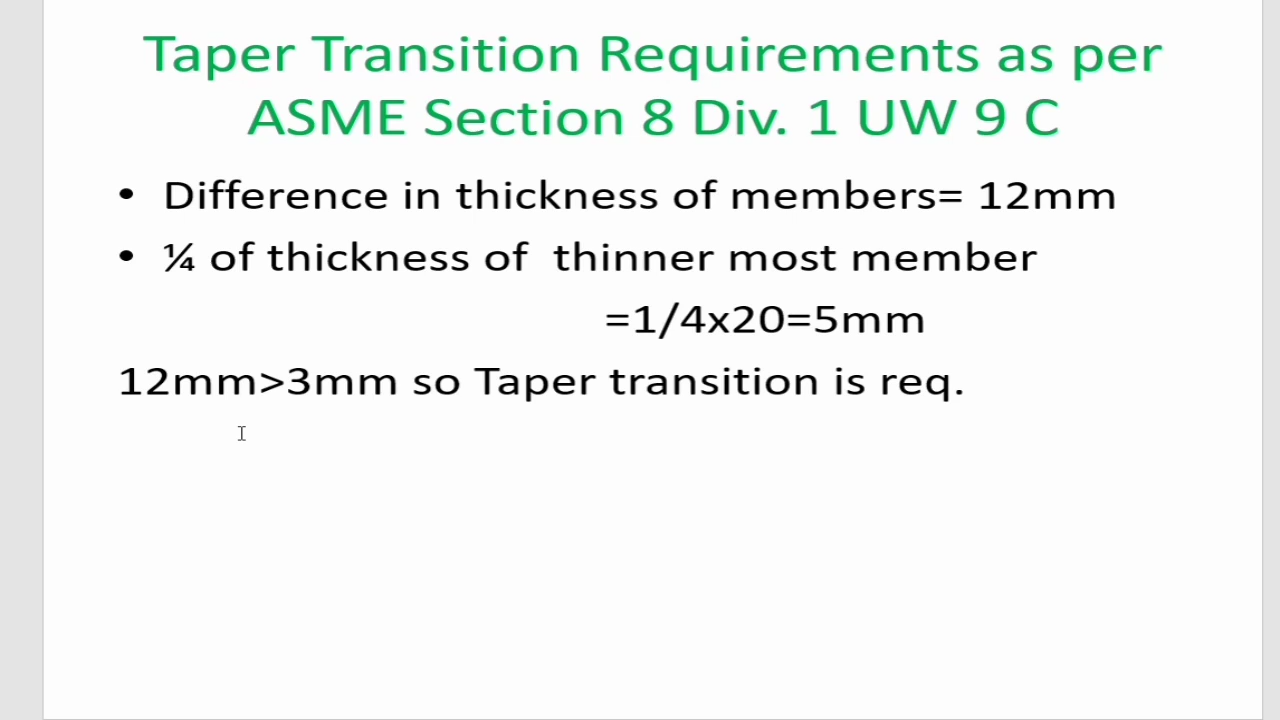 Taper Transition Requirements as per
ASME Section 8 Div. 1 UW 9 C
• Difference in thickness of members= 12mm
• ¼ of thickness of thinner most member
=1/4x20=5mm
12mm>3mm so Taper transition is req.